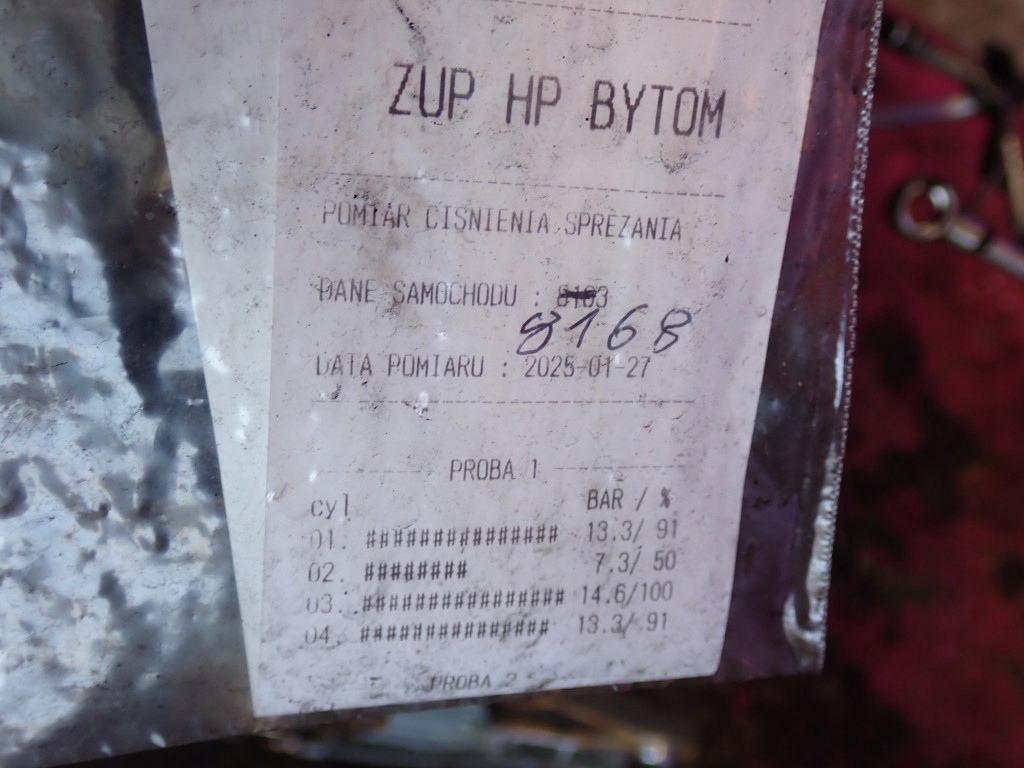 ZUP HP BYTOM
POMIAR CISNIENIA SPREZANIA
DANE SAMOCHODU : 8183
8168
DATA POMIARU : 2025-01-27
PROBA 1
cyl BAR / %
01. ############### 13.3/ 91
02. ######## 7.3/ 50
03. ################ 14.6/100
04. ############### 13.3/ 91
PROBA 2